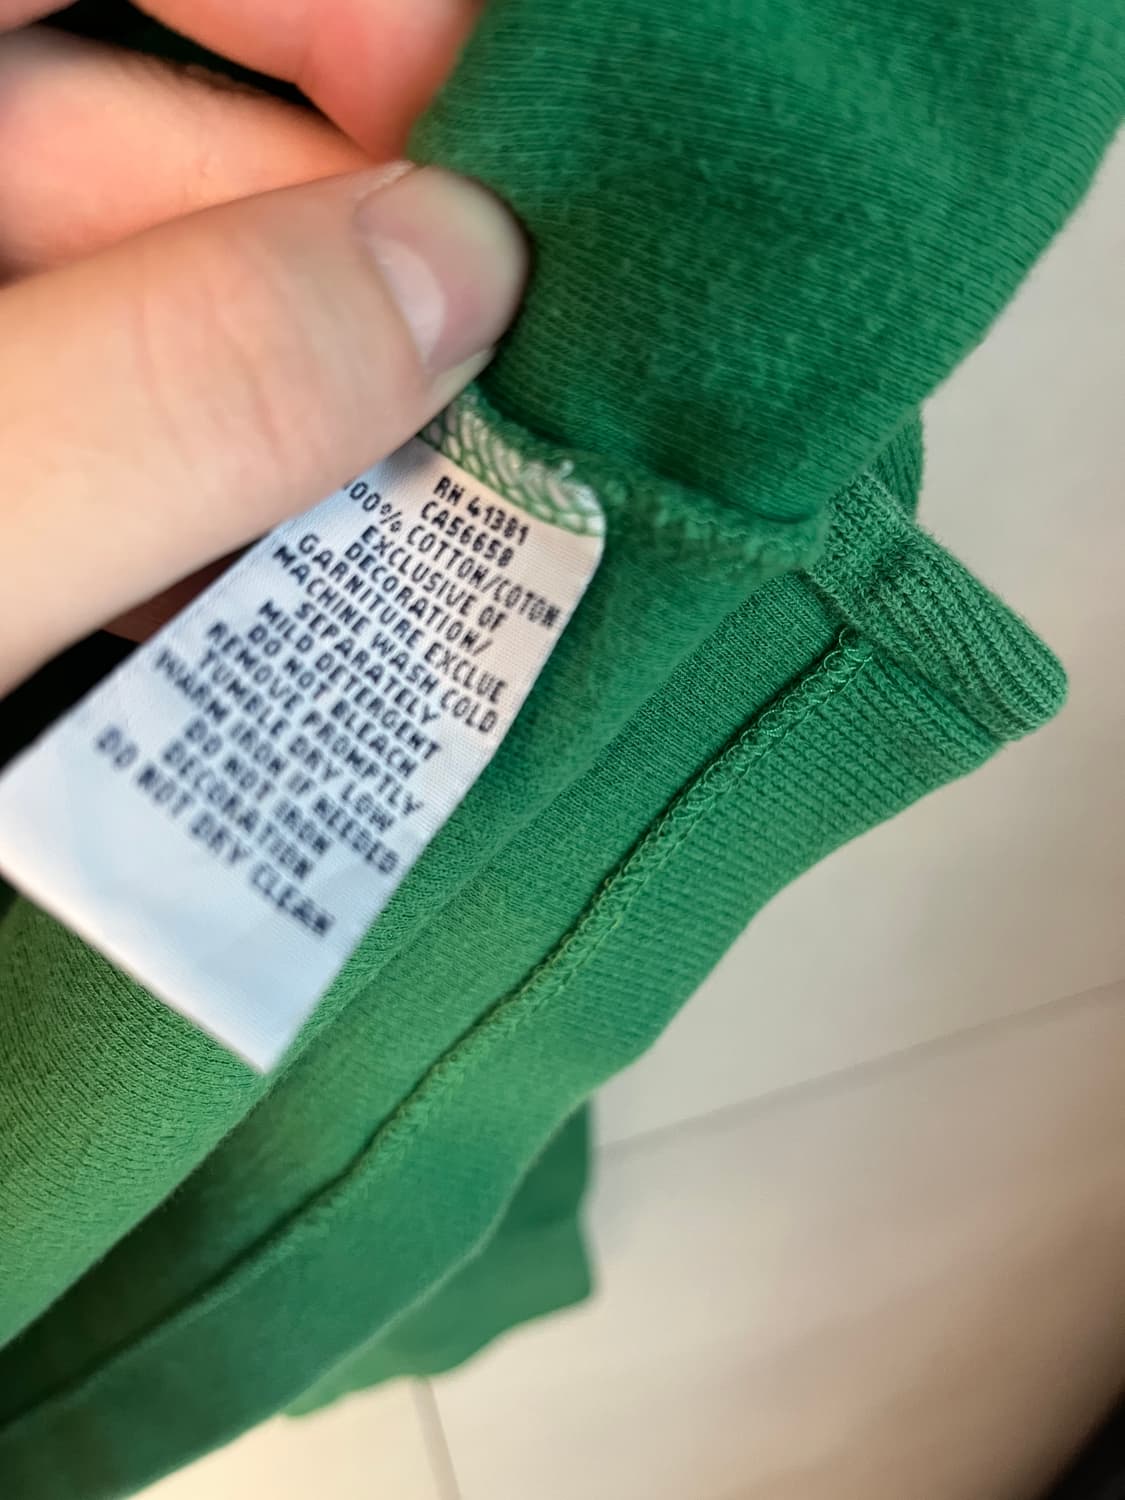 RN 41381
CA56658
100% COTTON/COTON
EXCLUSIVE OF
DECORATION/
GARNITURE EXCLUE
MACHINE WASH COLD
SEPARATELY
MILD DETERGENT
DO NOT BLEACH
REMOVE PROMPTLY
TUMBLE DRY LOW
WARM IRON IF NEEDED
DO NOT IRON
DECORATION
DO NOT DRY CLEAN